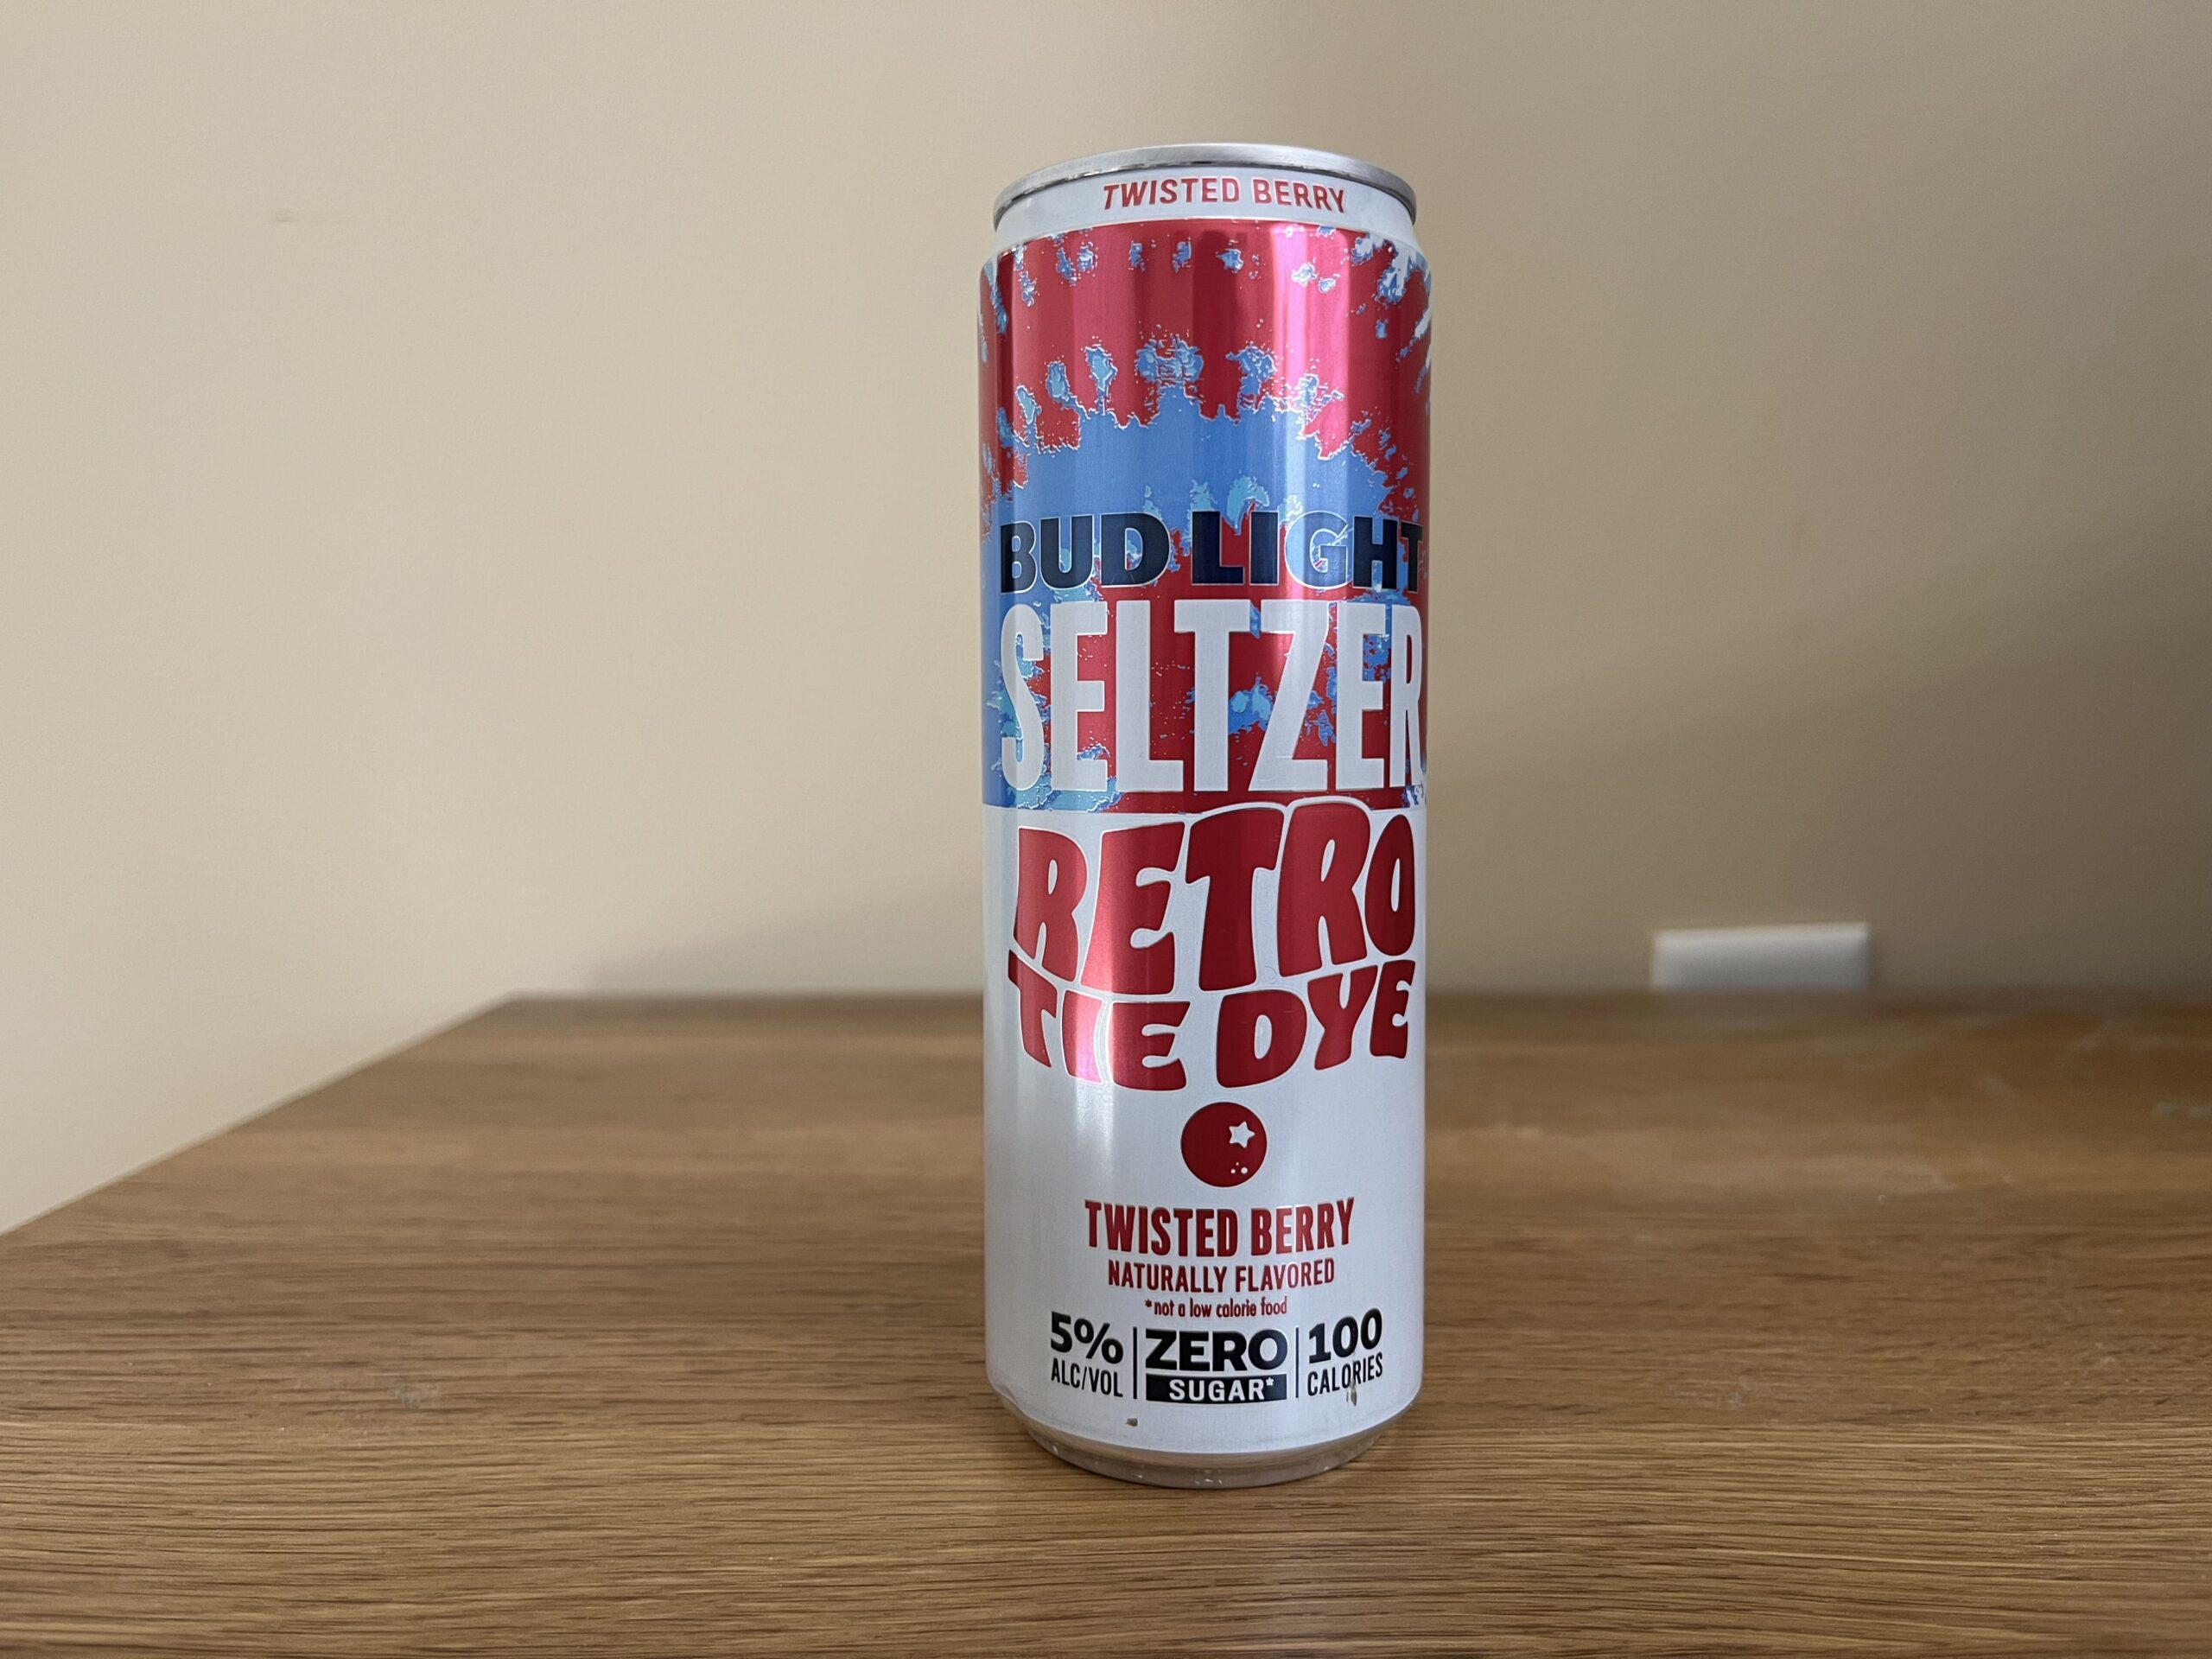 TWISTED BERRY
BUD LIGHT
SELTZER
RETRO
TIE DYE
TWISTED BERRY
NATURALLY FLAVORED
*not a low calorie food
5% ZERO 100
ALC/VOL SUGAR* CALORIES